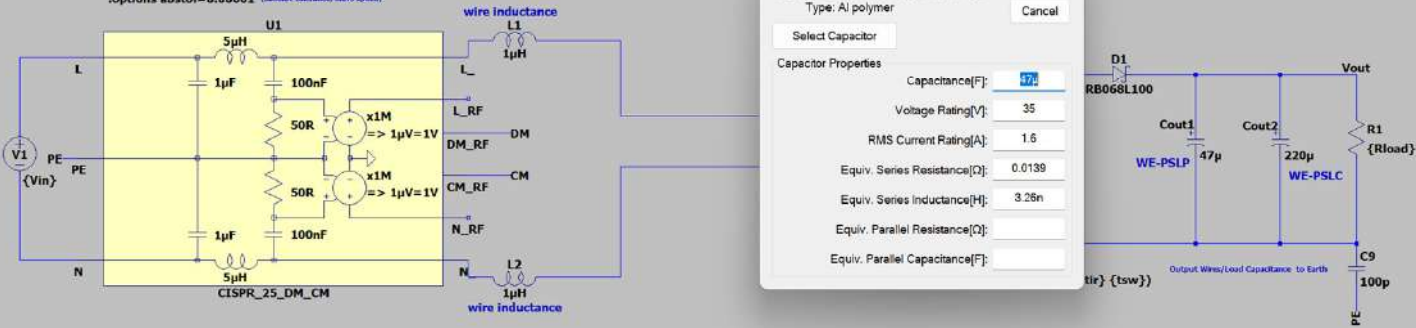 U1
5µH
L
1µF
100nF
50R
x1M
=> 1µV=1V
PE
PE
V1
{Vin}
50R
x1M
=> 1µV=1V
1µF
100nF
N
5µH
CISPR_25_DM_CM
wire inductance
L1
1µH
L_
L_RF
DM
DM_RF
CM
CM_RF
N_RF
N_
L2
1µH
wire inductance
Type: Al polymer
Cancel
Select Capacitor
Capacitor Properties
Capacitance[F]: 47µ
Voltage Rating[V]: 35
RMS Current Rating[A]: 1.6
Equiv. Series Resistance[Ω]: 0.0139
Equiv. Series Inductance[H]: 3.26n
Equiv. Parallel Resistance[Ω]:
Equiv. Parallel Capacitance[F]:
D1
RB068L100
Vout
Cout1
47µ
WE-PSLP
Cout2
220µ
WE-PSLC
R1
{Rload}
Output Wires/Load Capacitance to Earth
C9
100p
PE
tir} {tsw})